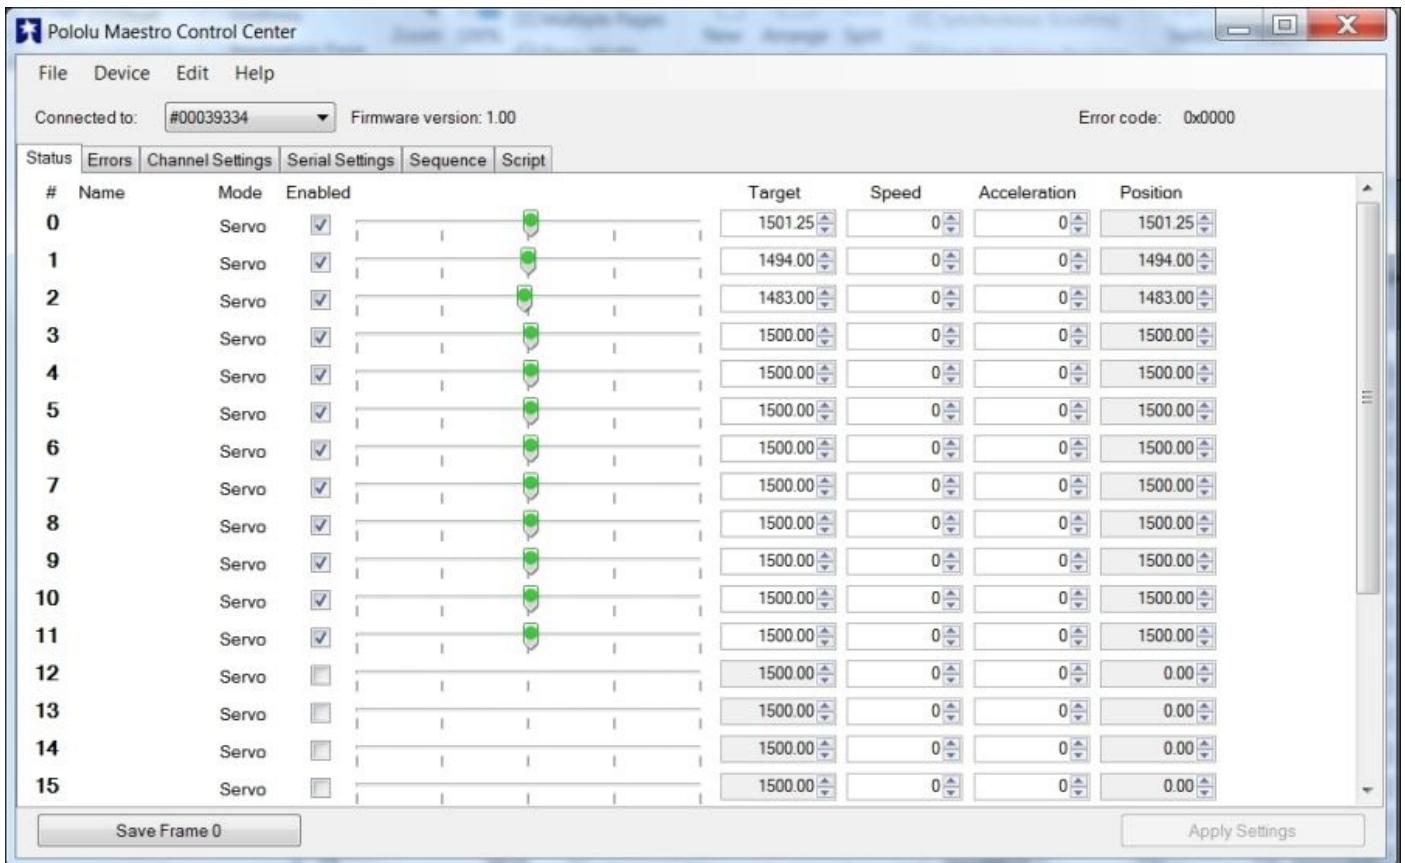 Pololu Maestro Control Center
File Device Edit Help
Connected to: #00039334 Firmware version: 1.00 Error code: 0x0000
Status Errors Channel Settings Serial Settings Sequence Script
# Name Mode Enabled Target Speed Acceleration Position
0 Servo 1501.25 0 0 1501.25
1 Servo 1494.00 0 0 1494.00
2 Servo 1483.00 0 0 1483.00
3 Servo 1500.00 0 0 1500.00
4 Servo 1500.00 0 0 1500.00
5 Servo 1500.00 0 0 1500.00
6 Servo 1500.00 0 0 1500.00
7 Servo 1500.00 0 0 1500.00
8 Servo 1500.00 0 0 1500.00
9 Servo 1500.00 0 0 1500.00
10 Servo 1500.00 0 0 1500.00
11 Servo 1500.00 0 0 1500.00
12 Servo 1500.00 0 0 0.00
13 Servo 1500.00 0 0 0.00
14 Servo 1500.00 0 0 0.00
15 Servo 1500.00 0 0 0.00
Save Frame 0 Apply Settings